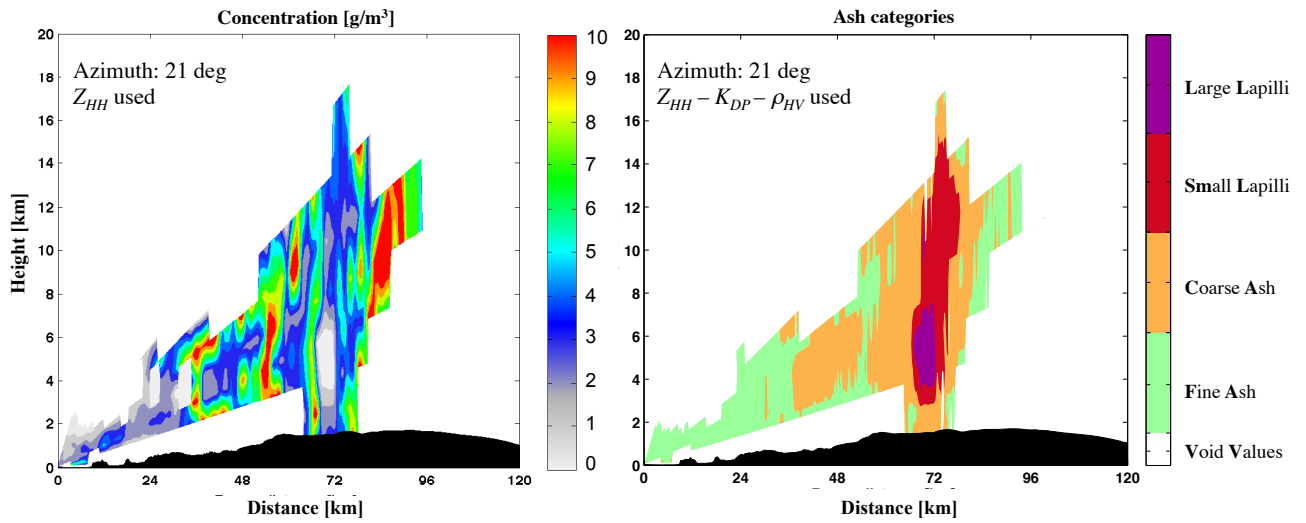 Concentration [g/m³]
Azimuth: 21 deg
Z_HH used
Height [km]
20
18
16
14
12
10
8
6
4
2
0
0 24 48 72 96 120
Distance [km]
10
9
8
7
6
5
4
3
2
1
0
Ash categories
Azimuth: 21 deg
Z_HH – K_DP – ρ_HV used
20
18
16
14
12
10
8
6
4
2
0
0 24 48 72 96 120
Distance [km]
Large Lapilli
Small Lapilli
Coarse Ash
Fine Ash
Void Values